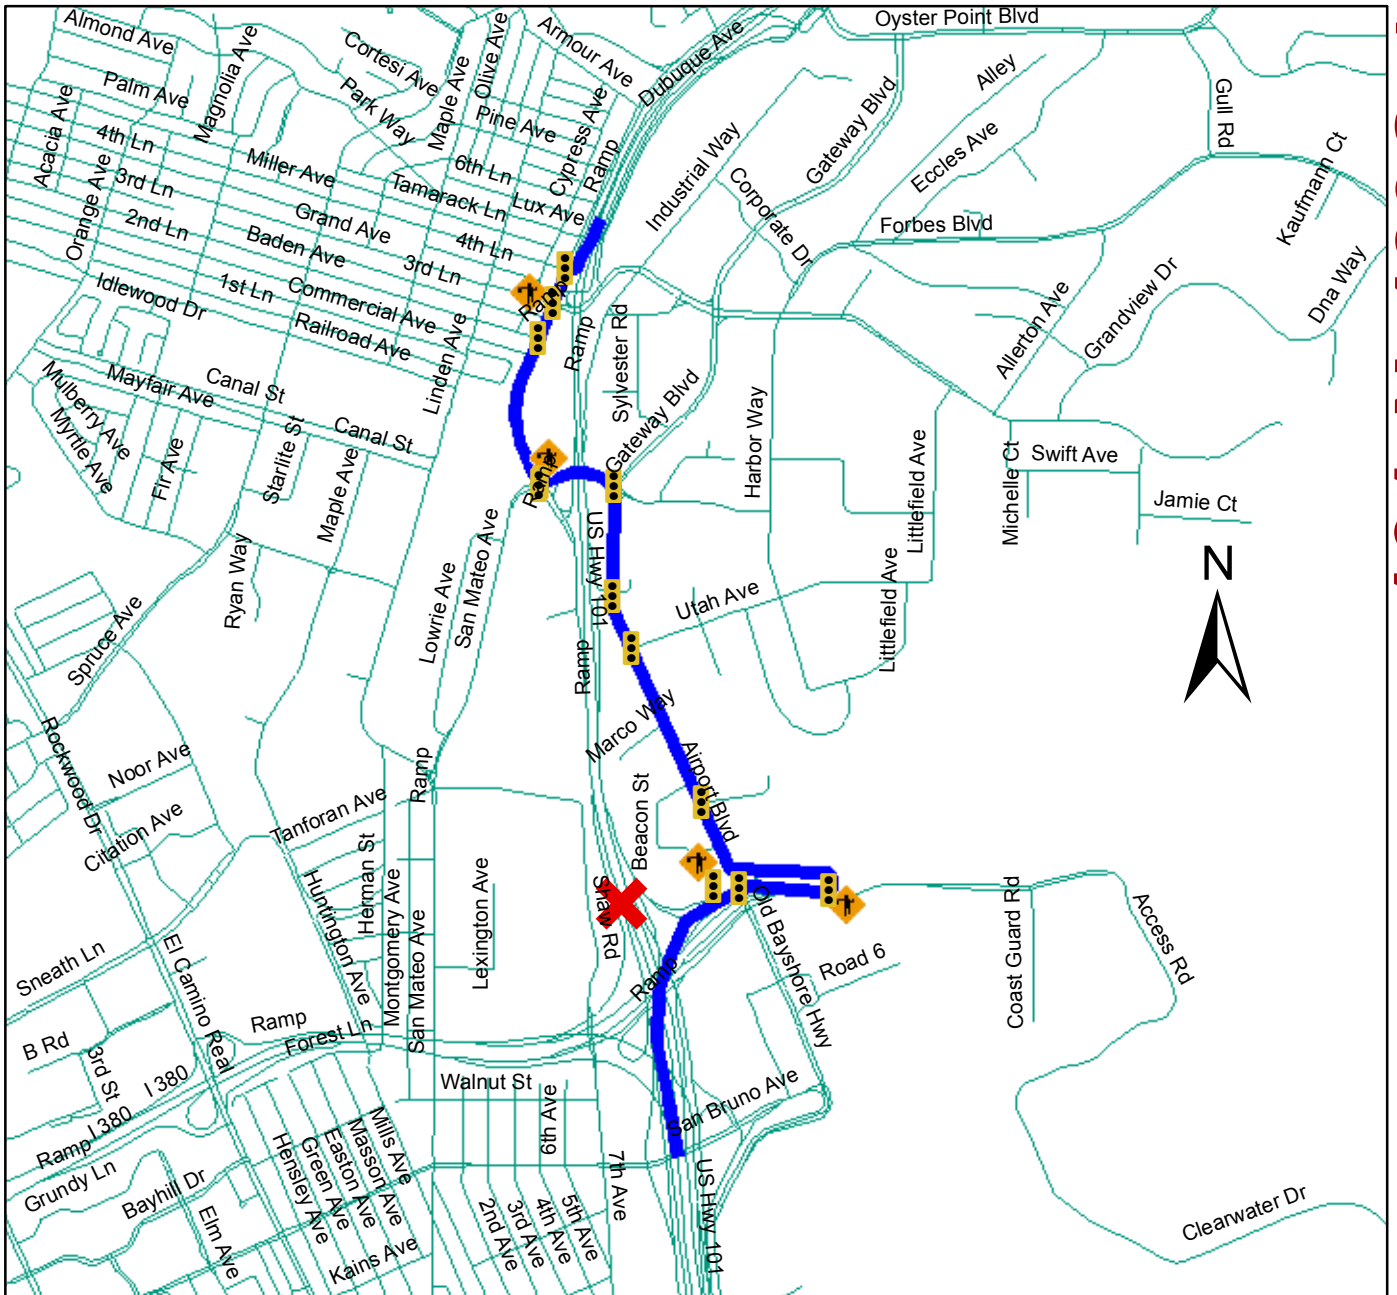 Oyster Point Blvd
Almond Ave
Magnolia Ave
Cortesi Ave
Olive Ave
Armour Ave
Dubuque Ave
Palm Ave
Park Way
Maple Ave
Pine Ave
Cypress Ave
Ramp
Alley
Gateway Blvd
Gull Rd
Acacia Ave
4th Ln
Miller Ave
6th Ln
Industrial Way
Eccles Ave
Kaufmann Ct
Orange Ave
3rd Ln
Tamarack Ln
Lux Ave
Corporate Dr
2nd Ln
Grand Ave
4th Ln
Forbes Blvd
Baden Ave
3rd Ln
Dna Way
Idlewood Dr
1st Ln
Commercial Ave
Ramp
Railroad Ave
Linden Ave
Ramp
Sylvester Rd
Allerton Ave
Grandview Dr
Mulberry Ave
Mayfair Ave
Canal St
Gateway Blvd
Harbor Way
Myrtle Ave
Fir Ave
Starlite St
Canal St
Maple Ave
Ramp
Littlefield Ave
Michelle Ct
Swift Ave
Jamie Ct
Ryan Way
Lowrie Ave
San Mateo Ave
US Hwy 101
Utah Ave
Littlefield Ave
N
Spruce Ave
Ramp
Marco Way
Rockwood Dr
Noor Ave
Ramp
Airport Blvd
Citation Ave
Tanforan Ave
Beacon St
Herman St
Huntington Ave
Montgomery Ave
San Mateo Ave
Lexington Ave
Shaw Rd
Old Bayshore Hwy
Coast Guard Rd
Access Rd
Sneath Ln
El Camino Real
Ramp
Road 6
B Rd
3rd St
Ramp
Forest Ln
I 380
I 380
Ramp
Walnut St
6th Ave
San Bruno Ave
Mills Ave
Masson Ave
Easton Ave
Green Ave
Hensley Ave
Grundy Ln
Bayhill Dr
Elm Ave
Kains Ave
2nd Ave
3rd Ave
4th Ave
5th Ave
7th Ave
US Hwy 101
Clearwater Dr